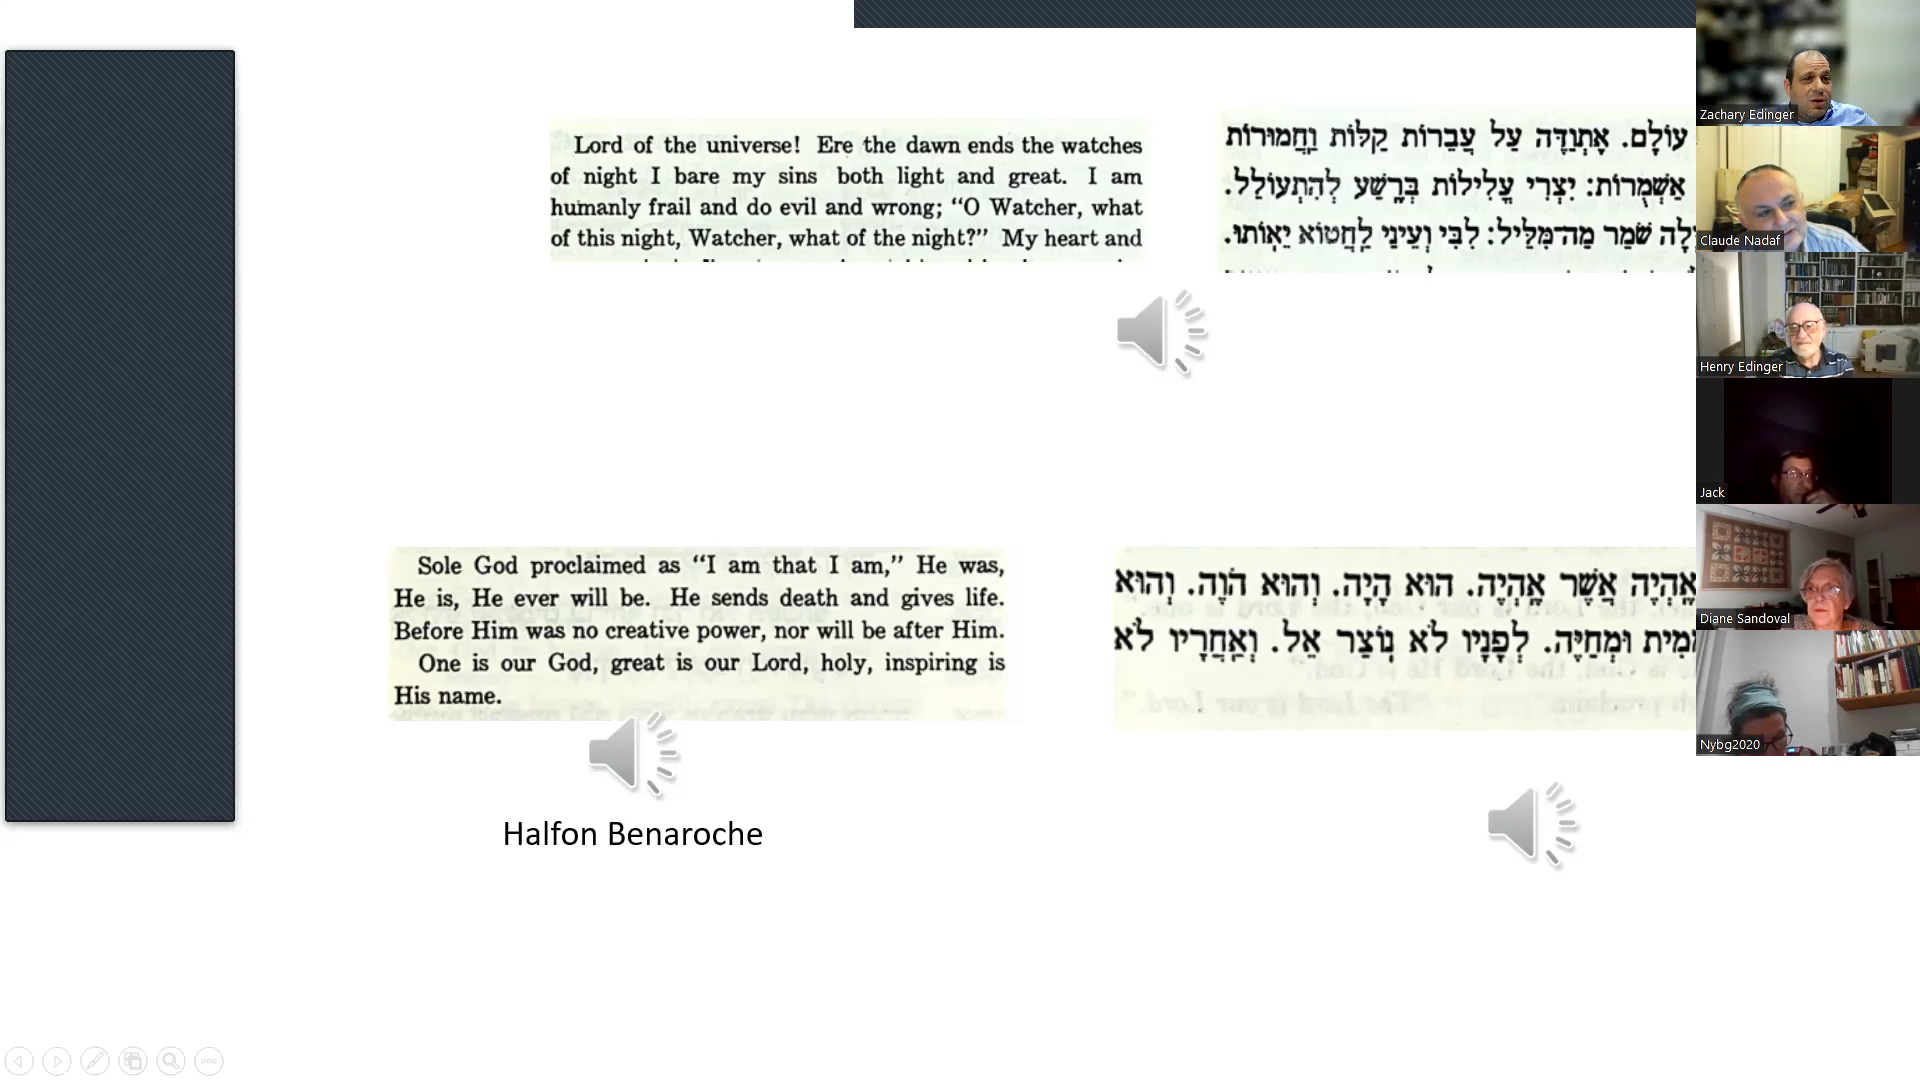 Lord of the universe! Ere the dawn ends the watches
of night I bare my sins both light and great. I am
humanly frail and do evil and wrong; “O Watcher, what
of this night, Watcher, what of the night?” My heart and
עוֹלָם. אֶתְוַדֶּה עַל עֲבֵרוֹת קַלּוֹת וַחֲמוּרוֹת
אַשְׁמֻרוֹת: יִצְרִי עֲלִילוֹת בְּרֶשַׁע לְהִתְעוֹלֵל.
שֹׁמֵר מַה־מִּלֵּיל: לִבִּי וְעֵינַי לַחֲטוֹא יֵאוֹתוּ.
Sole God proclaimed as “I am that I am,” He was,
He is, He ever will be. He sends death and gives life.
Before Him was no creative power, nor will be after Him.
One is our God, great is our Lord, holy, inspiring is
His name.
אֶהְיֶה אֲשֶׁר אֶהְיֶה. הוּא הָיָה. וְהוּא הֹוֶה. וְהוּא
וּמְחַיֶּה. לְפָנָיו לֹא נוֹצַר אֵל. וְאַחֲרָיו לֹא
Halfon Benaroche
Zachary Edinger
Claude Nadaf
Henry Edinger
Jack
Diane Sandoval
Nybg2020